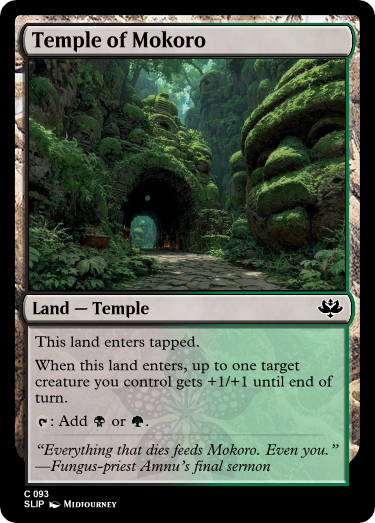 Temple of Mokoro
Land — Temple
This land enters tapped.
When this land enters, up to one target
creature you control gets +1/+1 until end of
turn.
: Add or .
“Everything that dies feeds Mokoro. Even you.”
—Fungus-priest Amnu’s final sermon
C 093
SLIP Midjourney